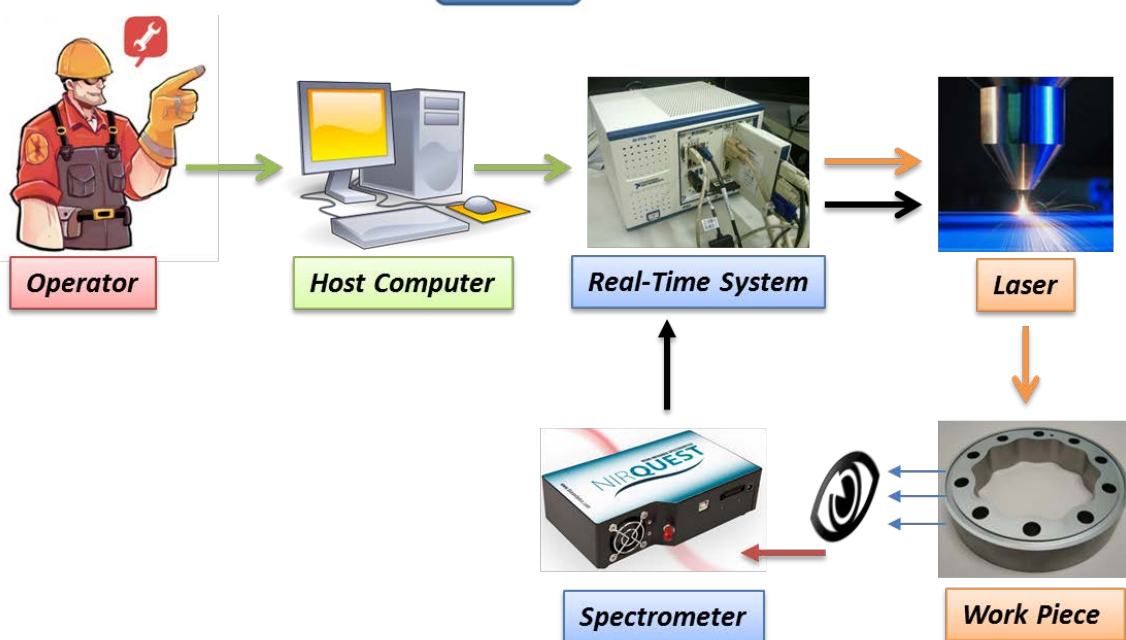 Operator
Host Computer
Real-Time System
Laser
NIRQUEST
Spectrometer
Work Piece